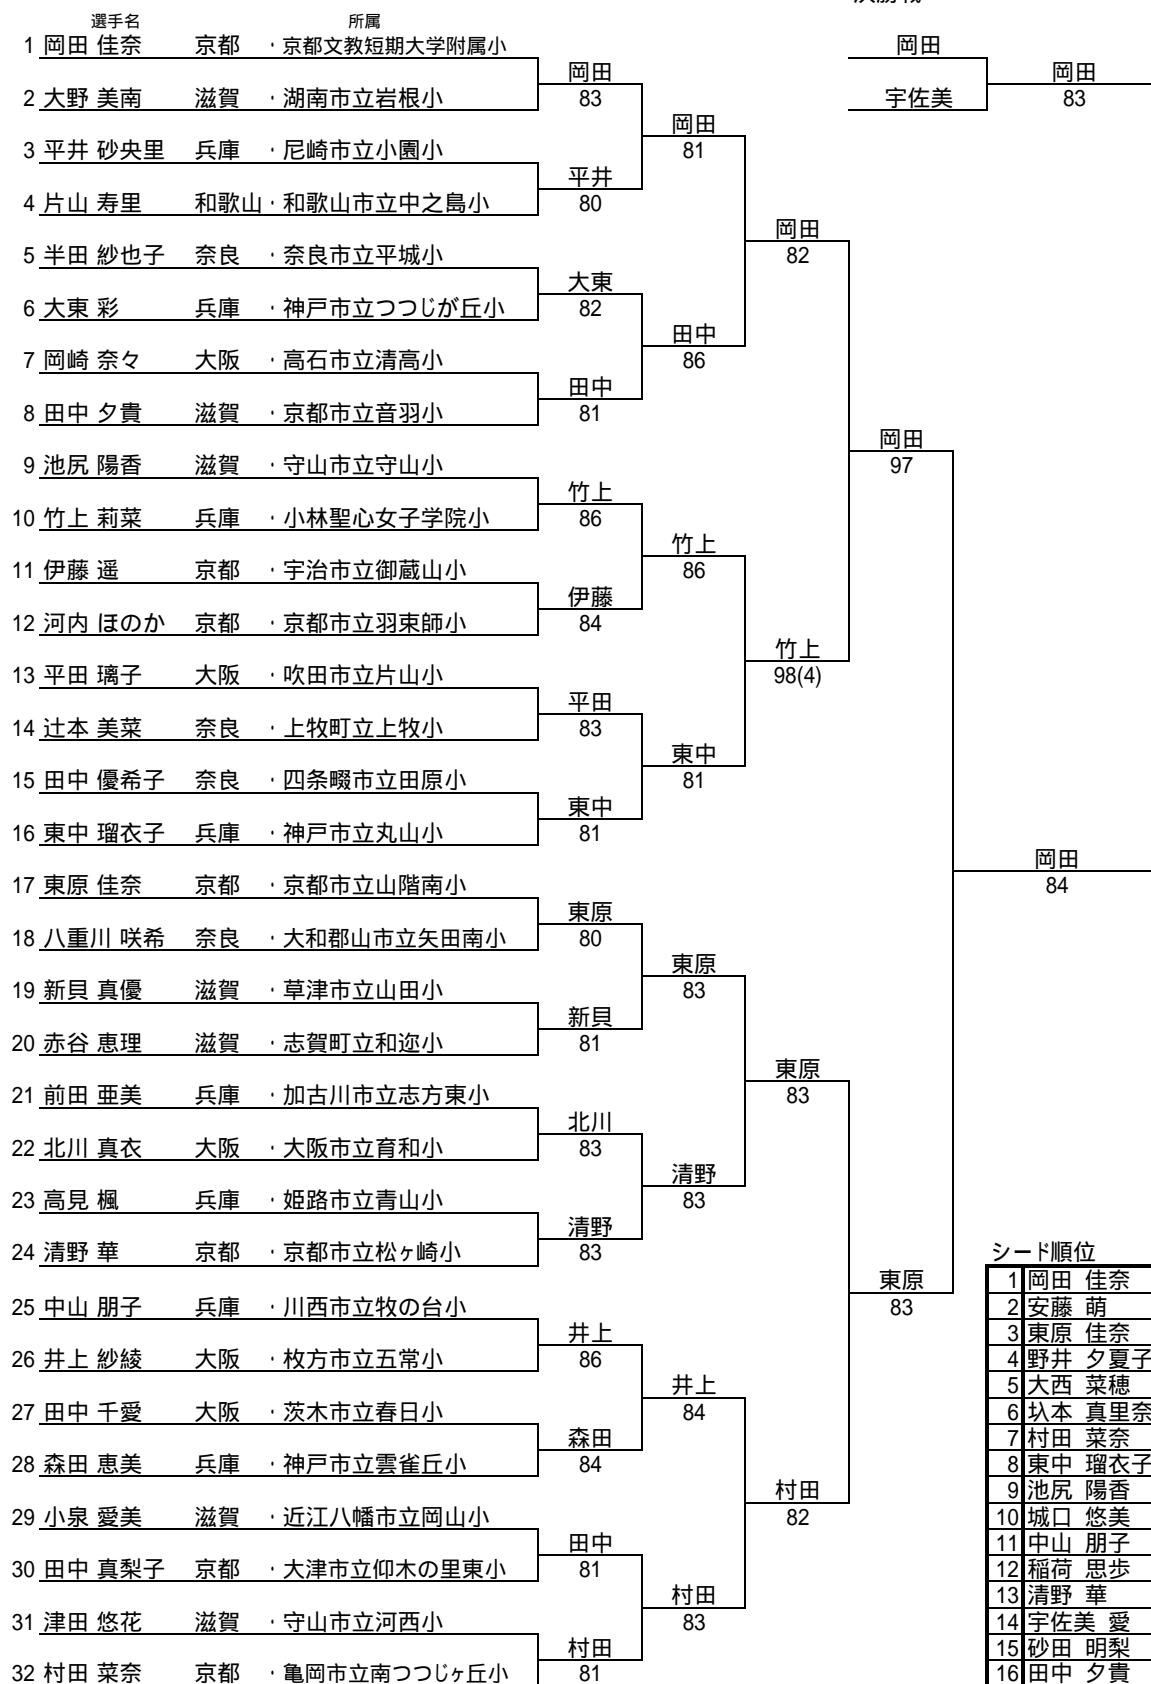 選手名 所属
1 岡田 佳奈 京都 ・京都文教短期大学附属小
2 大野 美南 滋賀 ・湖南市立岩根小
3 平井 砂央里 兵庫 ・尼崎市立小園小
4 片山 寿里 和歌山・和歌山市立中之島小
5 半田 紗也子 奈良 ・奈良市立平城小
6 大東 彩 兵庫 ・神戸市立つつじが丘小
7 岡崎 奈々 大阪 ・高石市立清高小
8 田中 夕貴 滋賀 ・京都市立音羽小
9 池尻 陽香 滋賀 ・守山市立守山小
10 竹上 莉菜 兵庫 ・小林聖心女子学院小
11 伊藤 遥 京都 ・宇治市立御蔵山小
12 河内 ほのか 京都 ・京都市立羽束師小
13 平田 璃子 大阪 ・吹田市立片山小
14 辻本 美菜 奈良 ・上牧町立上牧小
15 田中 優希子 奈良 ・四条畷市立田原小
16 東中 瑠衣子 兵庫 ・神戸市立丸山小
17 東原 佳奈 京都 ・京都市立山階南小
18 八重川 咲希 奈良 ・大和郡山市立矢田南小
19 新貝 真優 滋賀 ・草津市立山田小
20 赤谷 恵理 滋賀 ・志賀町立和迩小
21 前田 亜美 兵庫 ・加古川市立志方東小
22 北川 真衣 大阪 ・大阪市立育和小
23 高見 楓 兵庫 ・姫路市立青山小
24 清野 華 京都 ・京都市立松ヶ崎小
25 中山 朋子 兵庫 ・川西市立牧の台小
26 井上 紗綾 大阪 ・枚方市立五常小
27 田中 千愛 大阪 ・茨木市立春日小
28 森田 恵美 兵庫 ・神戸市立雲雀丘小
29 小泉 愛美 滋賀 ・近江八幡市立岡山小
30 田中 真梨子 京都 ・大津市立仰木の里東小
31 津田 悠花 滋賀 ・守山市立河西小
32 村田 菜奈 京都 ・亀岡市立南つつじヶ丘小
岡田
83
平井
80
大東
82
田中
81
竹上
86
伊藤
84
平田
83
東中
81
東原
80
新貝
81
北川
83
清野
83
井上
86
森田
84
田中
81
村田
81
岡田
81
田中
86
竹上
86
東中
81
東原
83
清野
83
井上
84
村田
83
岡田
82
竹上
98(4)
東原
83
村田
82
岡田
97
東原
83
岡田
84
岡田
宇佐美
岡田
83
シード順位
1 岡田 佳奈
2 安藤 萌
3 東原 佳奈
4 野井 夕夏子
5 大西 菜穂
6 圦本 真里奈
7 村田 菜奈
8 東中 瑠衣子
9 池尻 陽香
10 城口 悠美
11 中山 朋子
12 稲荷 思歩
13 清野 華
14 宇佐美 愛
15 砂田 明梨
16 田中 夕貴